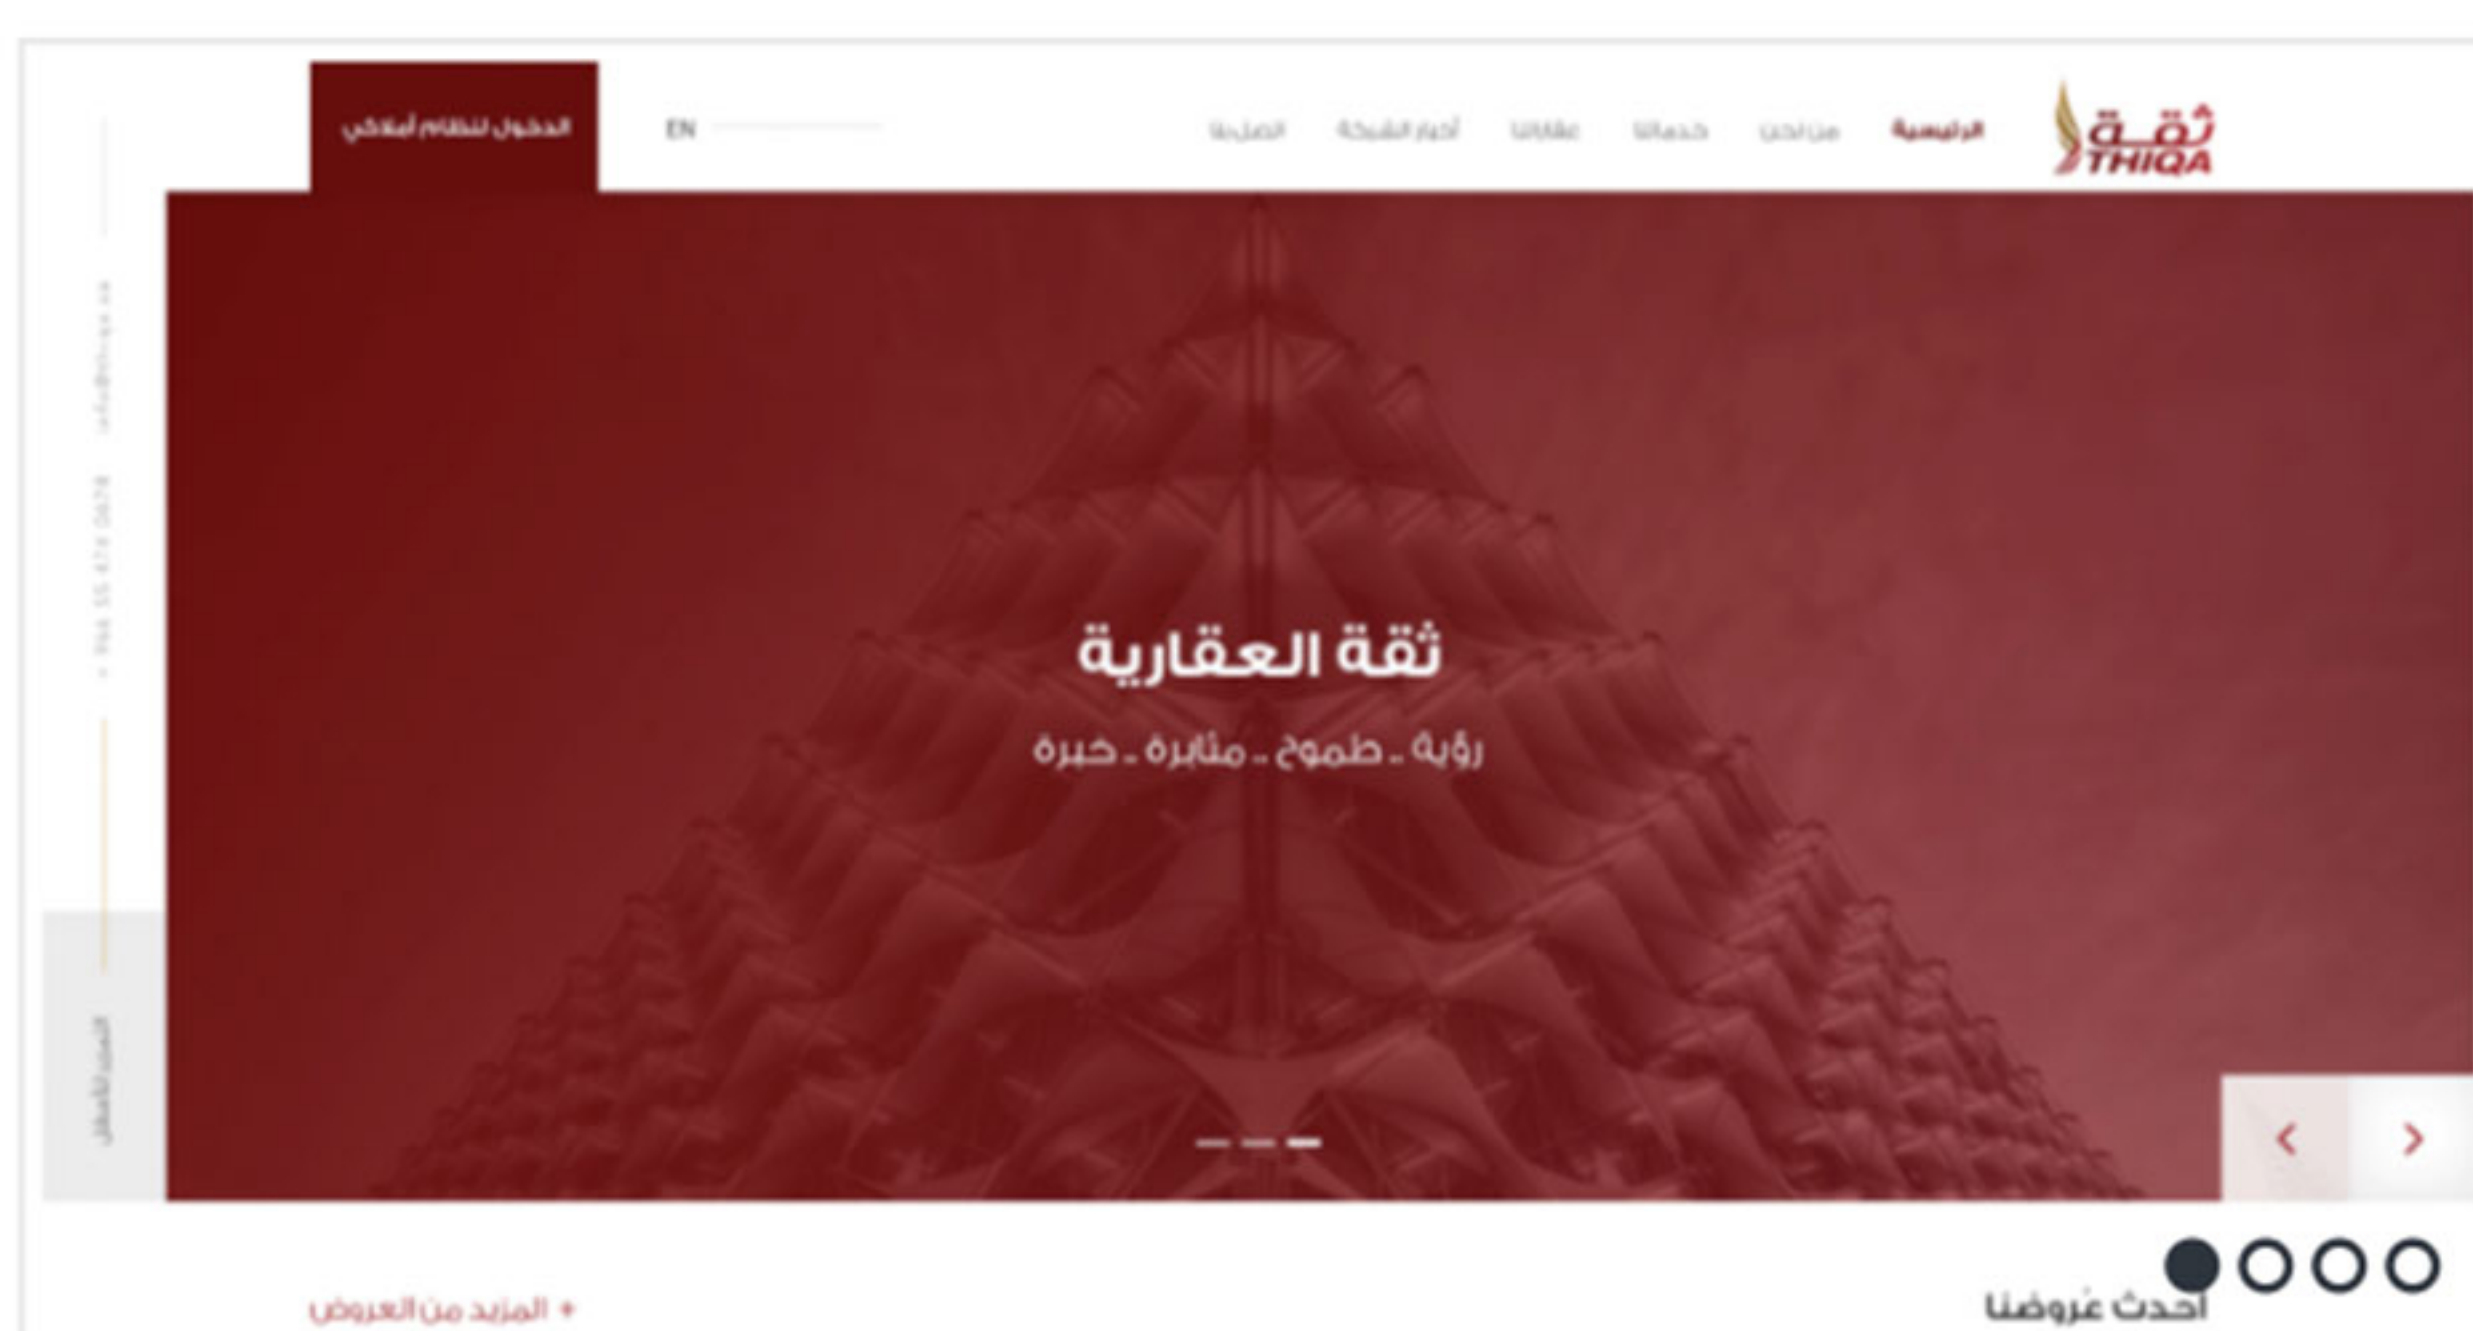 ثقة
THIQA
الرئيسية
من نحن
خدماتنا
عقاراتنا
أخبار الشركة
اتصل بنا
EN
الدخول لنظام أملاكي
ثقة العقارية
رؤية .. طموح .. مثابرة .. خبرة
أحدث عروضنا
+ المزيد من العروض